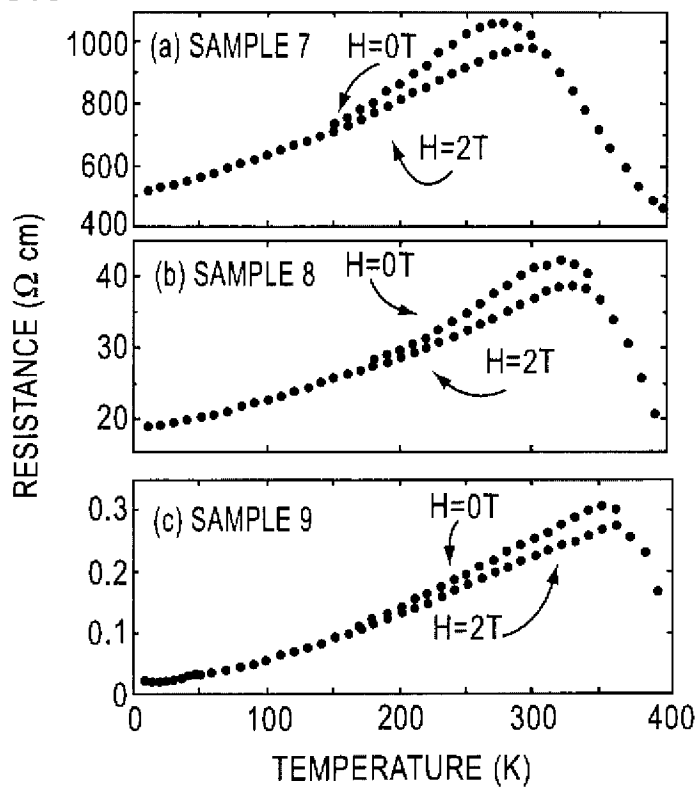 (a) SAMPLE 7
H=0T
H=2T
1000
800
600
400
(b) SAMPLE 8
H=0T
H=2T
40
30
20
RESISTANCE (Ω cm)
(c) SAMPLE 9
H=0T
H=2T
0.3
0.2
0.1
0
0 100 200 300 400
TEMPERATURE (K)